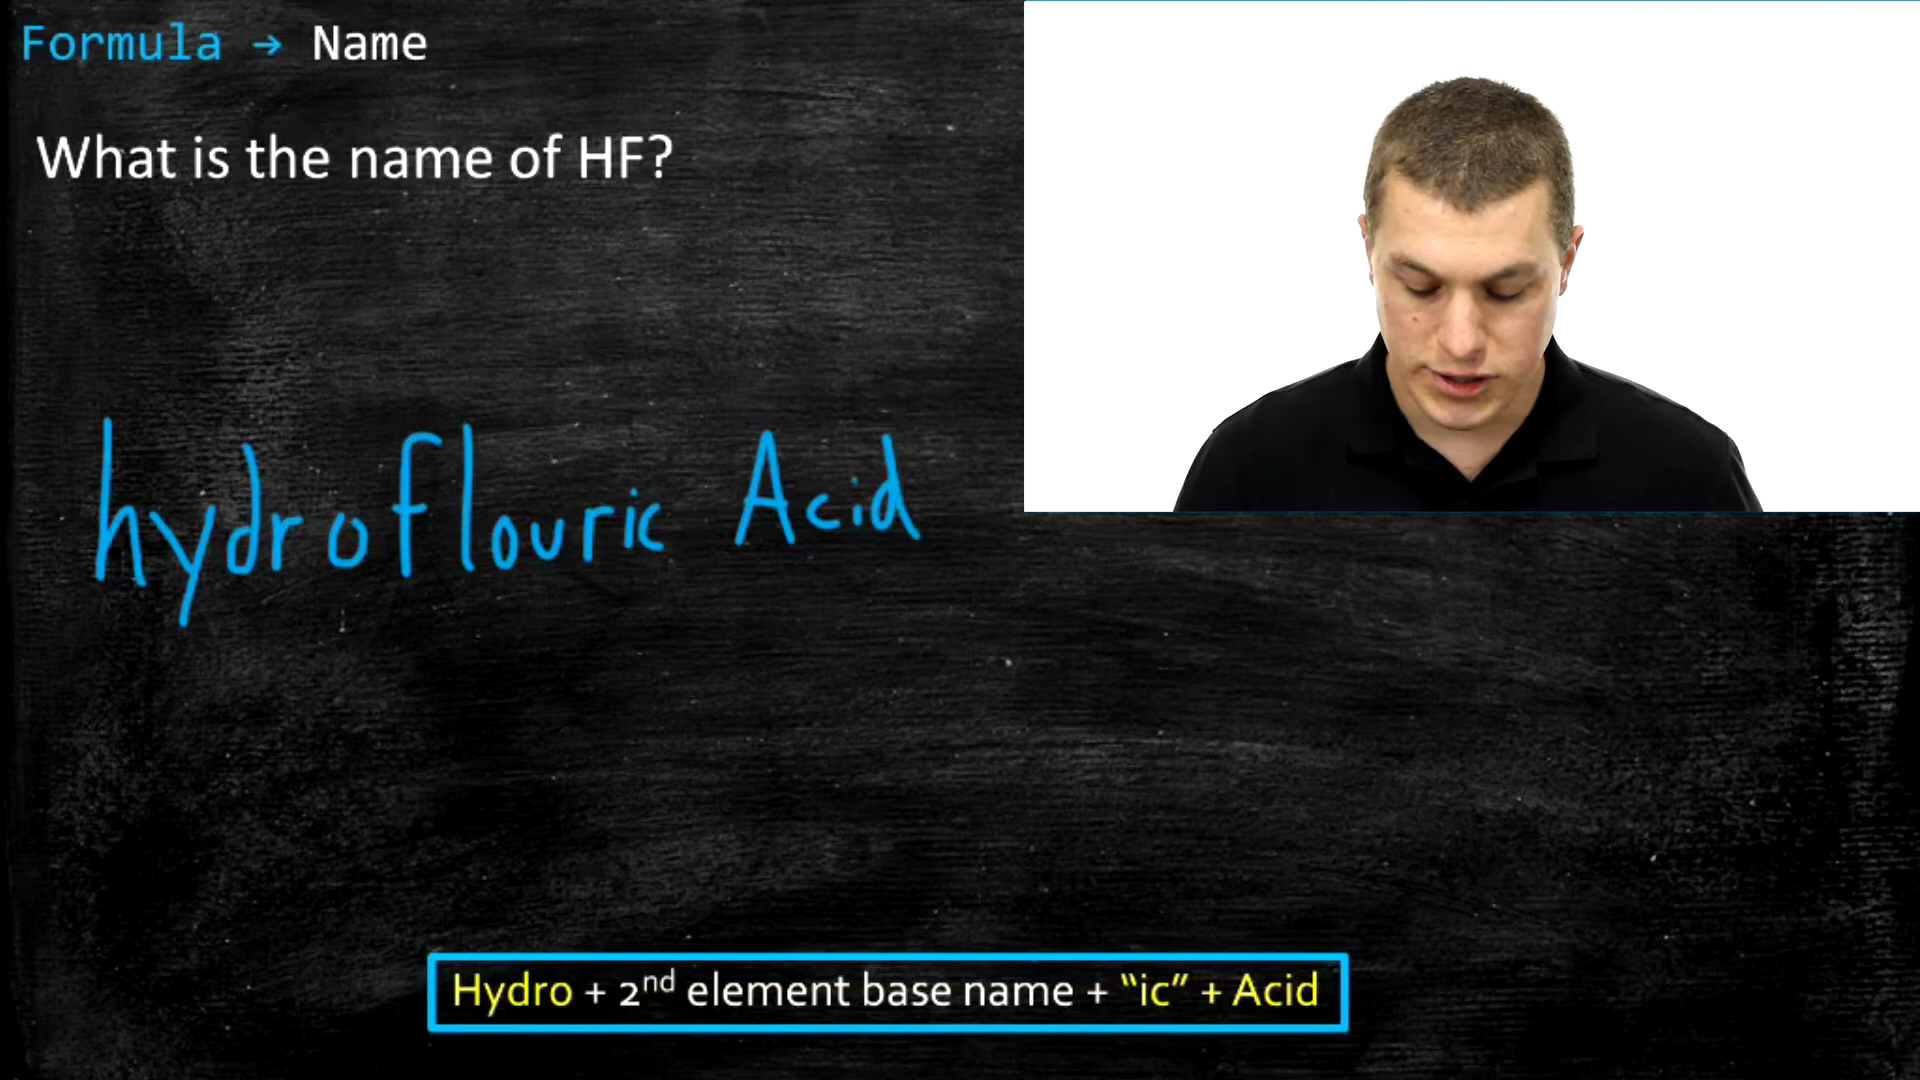 Formula → Name
What is the name of HF?
hydroflouric Acid
Hydro + 2nd element base name + “ic” + Acid